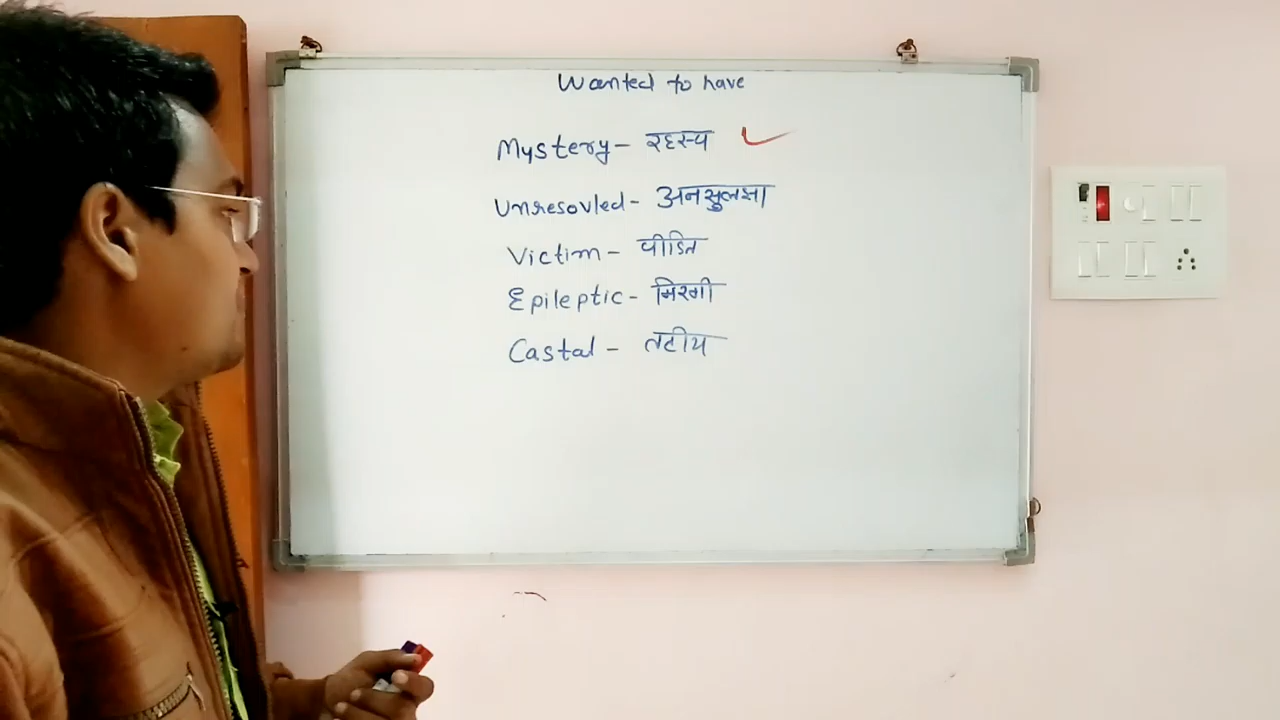 Wanted to have
Mystery - रहस्य
Unresovled - अनसुलझा
Victim - पीडित
Epileptic - मिरगी
Castal - तटीय